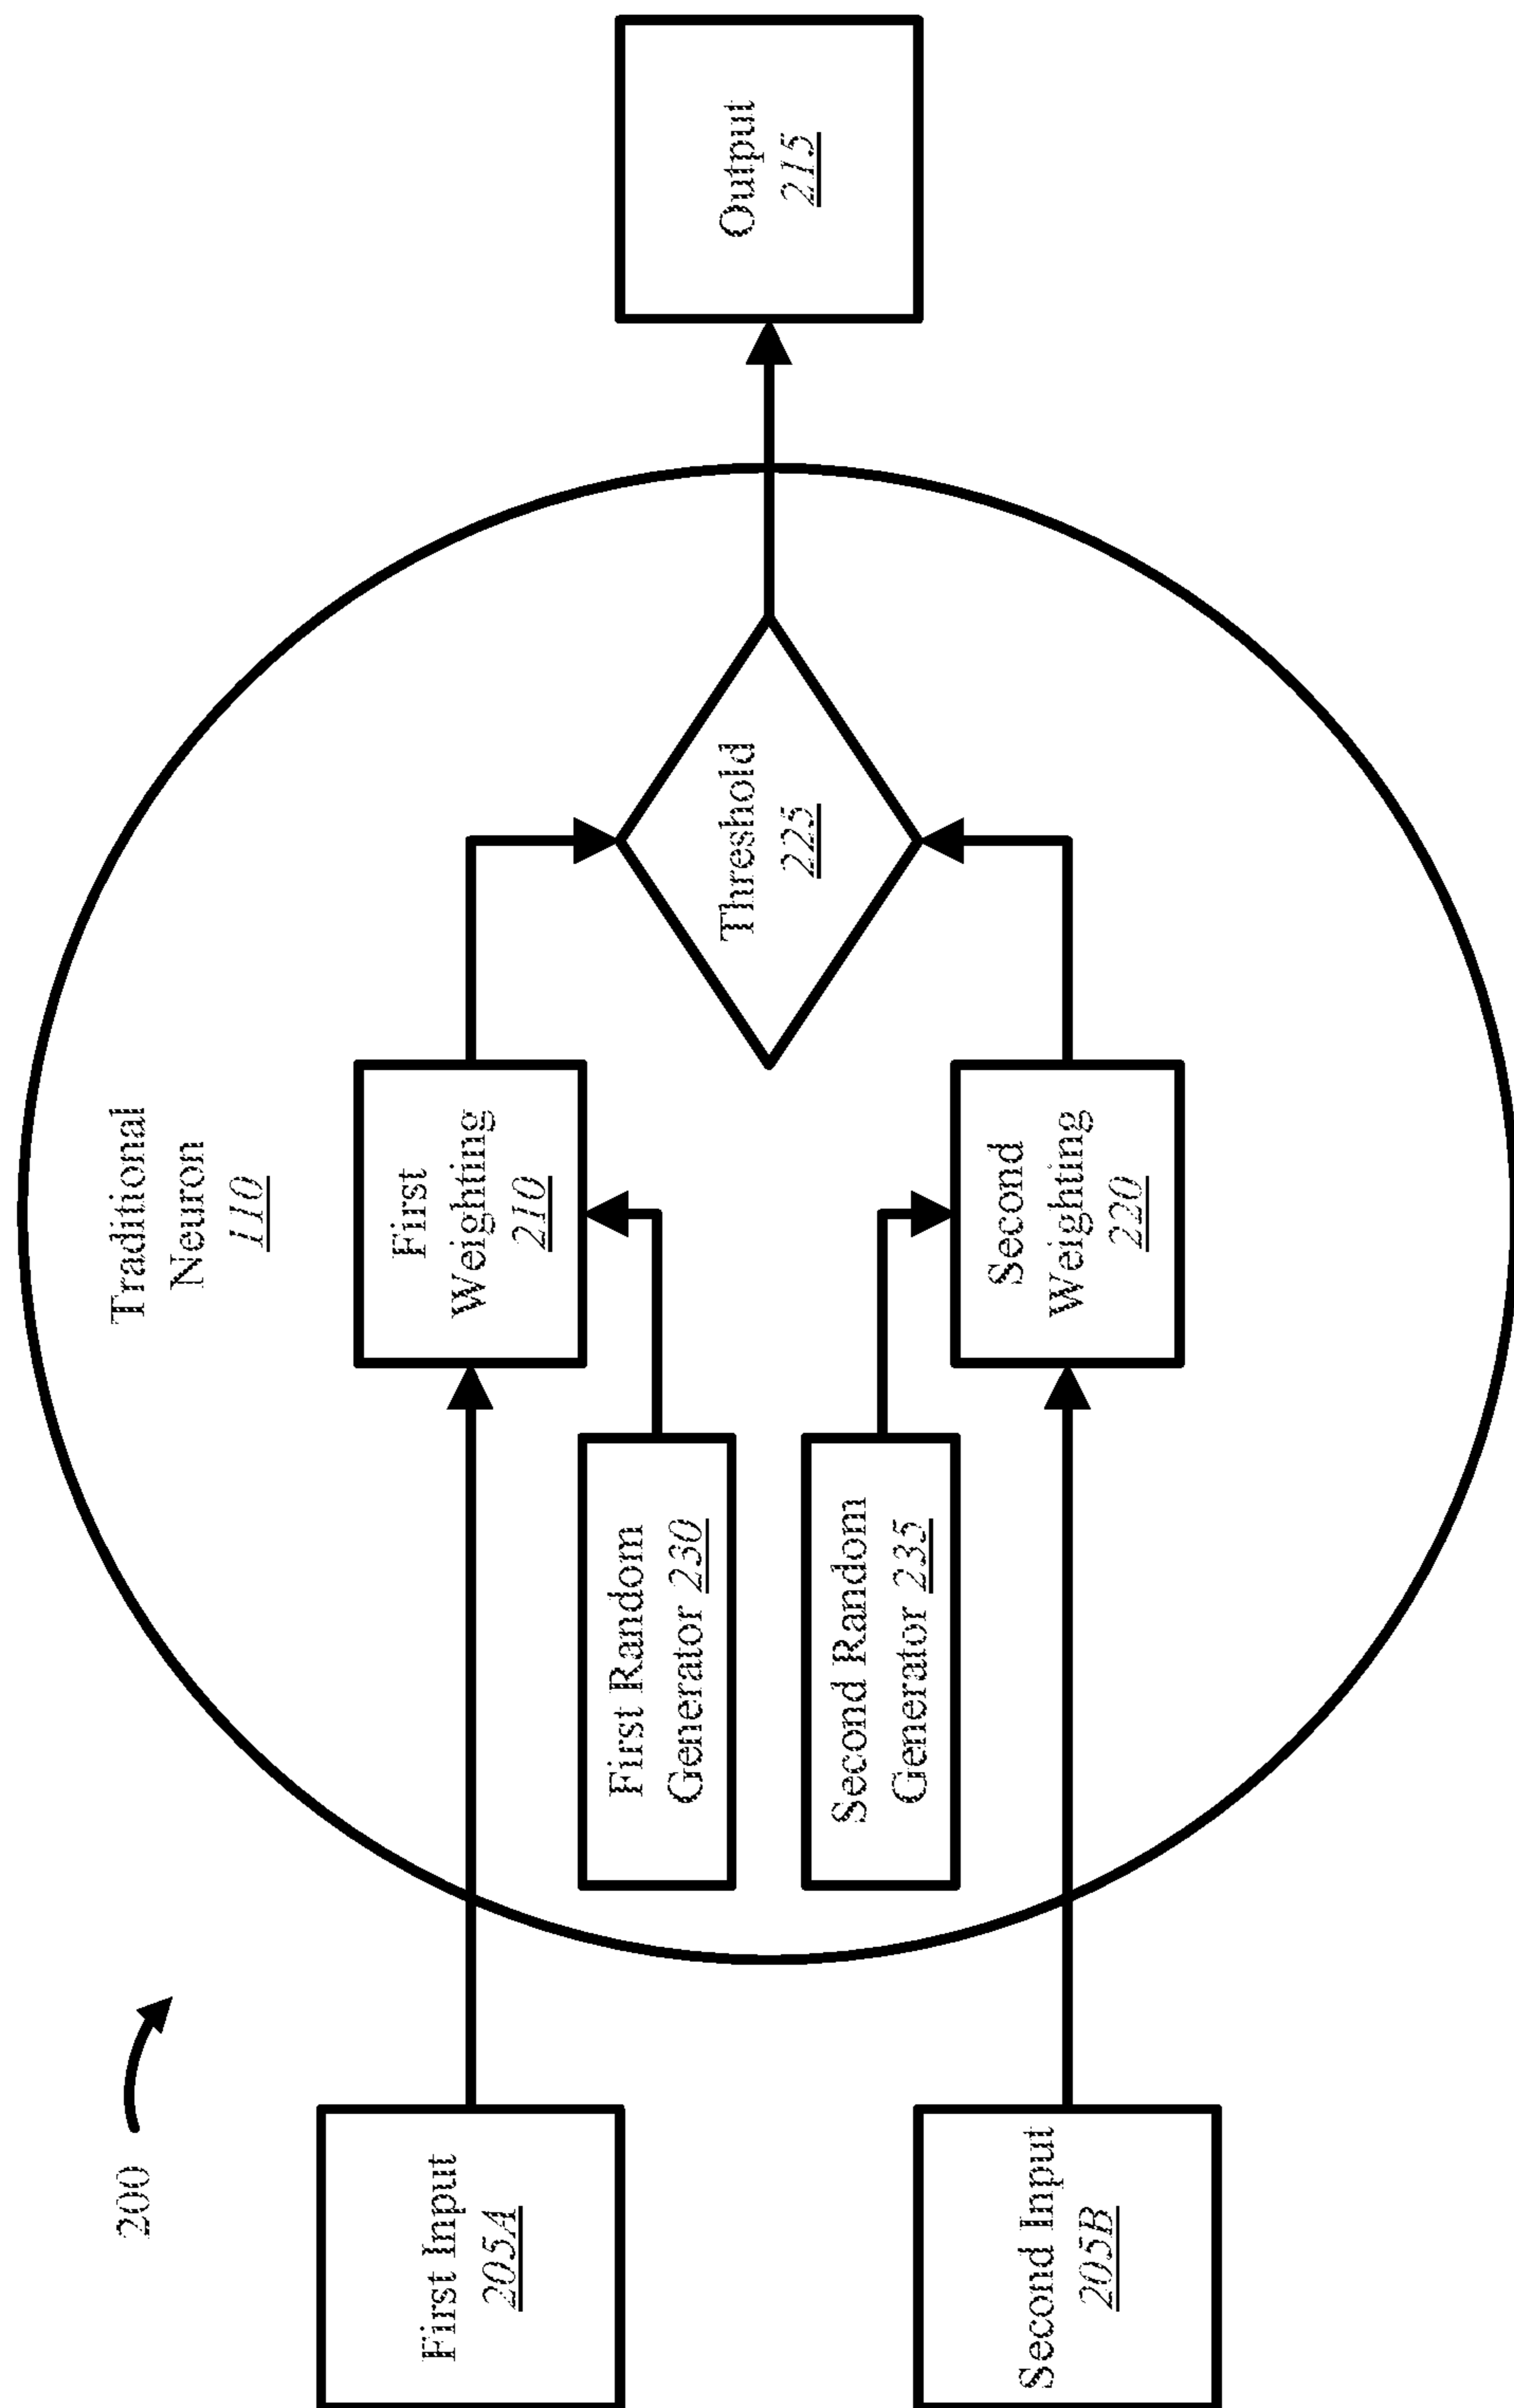 200
Traditional
Neuron
110
First Input
205A
First
Weighting
210
First Random
Generator 230
Threshold
225
Output
215
Second Random
Generator 235
Second
Weighting
220
Second Input
205B